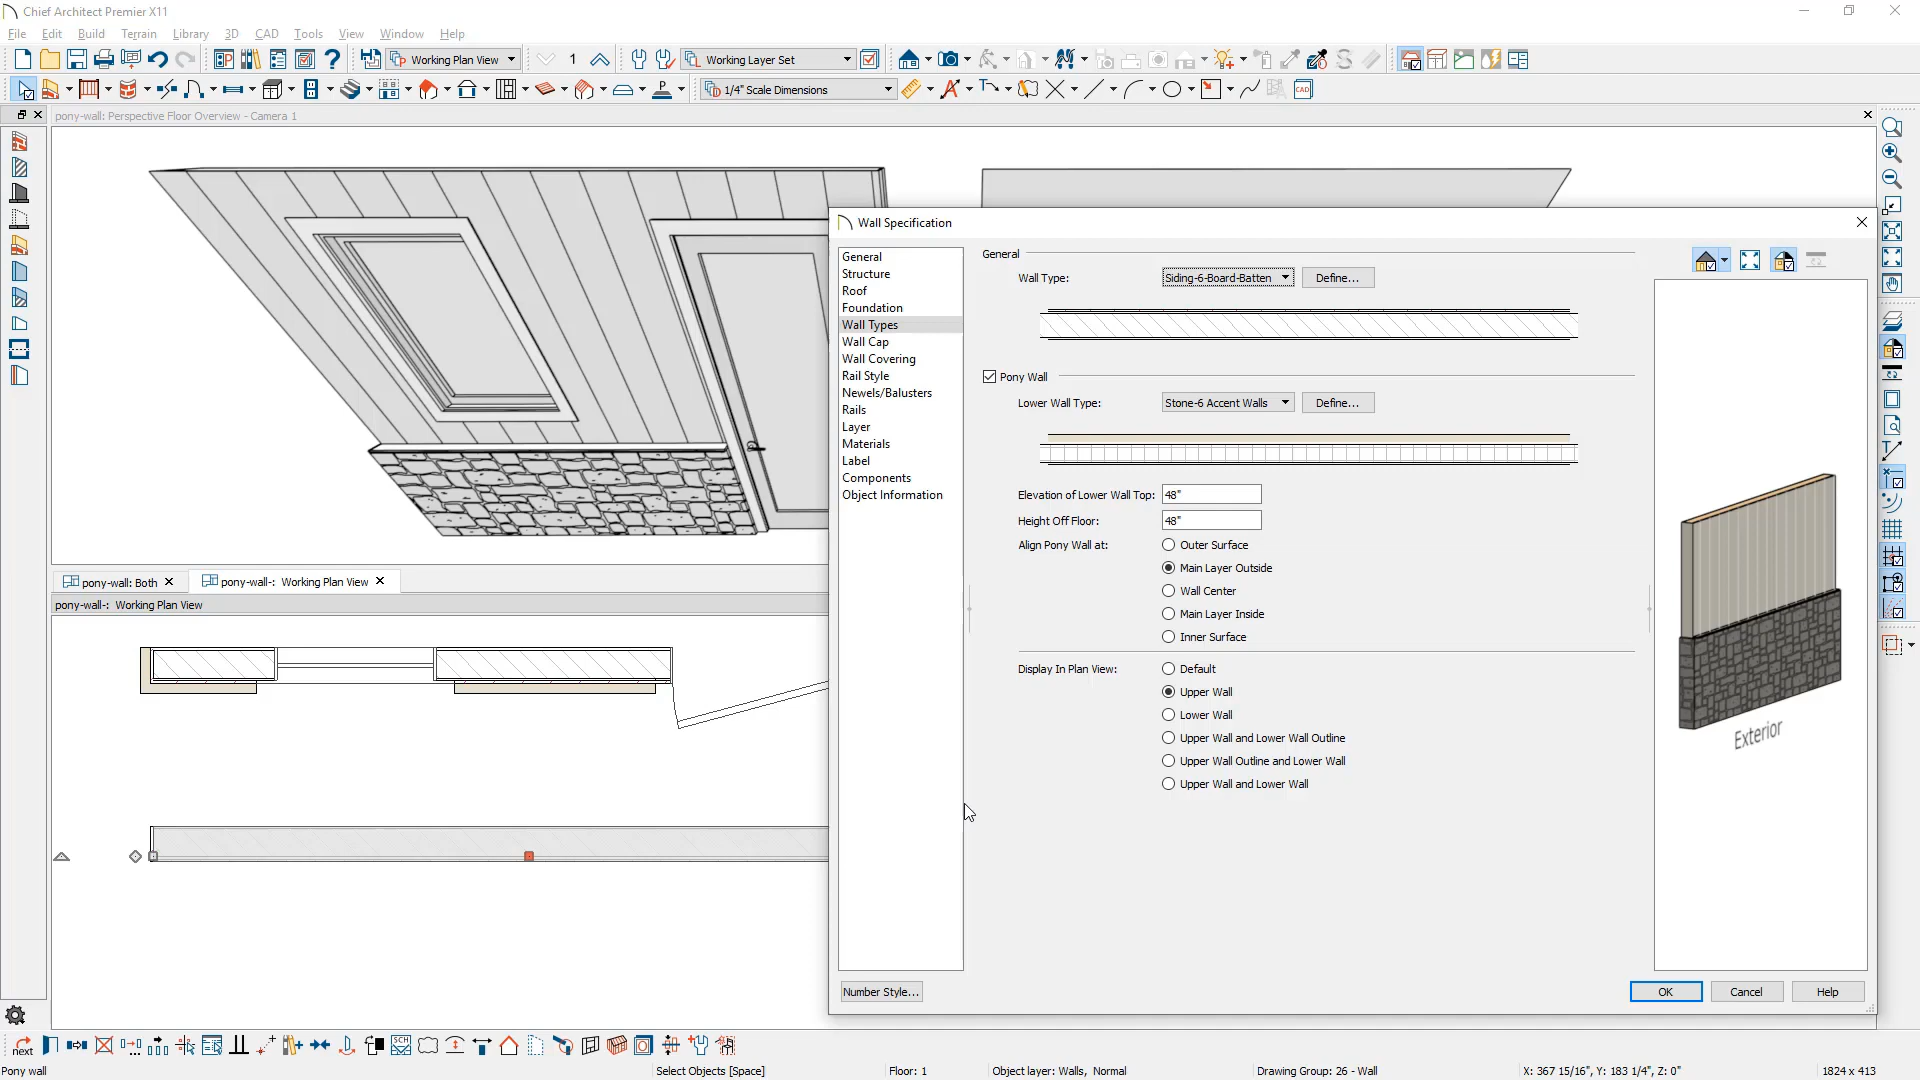 Chief Architect Premier X11
File Edit Build Terrain Library 3D CAD Tools View Window Help
Working Plan View 1 Working Layer Set
1/4" Scale Dimensions CAD
pony-wall: Perspective Floor Overview - Camera 1
Wall Specification
General
Structure
Roof
Foundation
Wall Types
Wall Cap
Wall Covering
Rail Style
Newels/Balusters
Rails
Layer
Materials
Label
Components
Object Information
Number Style...
General
Wall Type: Siding-6-Board-Batten Define...
Pony Wall
Lower Wall Type: Stone-6 Accent Walls Define...
Elevation of Lower Wall Top: 48"
Height Off Floor: 48"
Align Pony Wall at: Outer Surface
Main Layer Outside
Wall Center
Main Layer Inside
Inner Surface
Display In Plan View: Default
Upper Wall
Lower Wall
Upper Wall and Lower Wall Outline
Upper Wall Outline and Lower Wall
Upper Wall and Lower Wall
Exterior
OK Cancel Help
pony-wall: Both pony-wall-: Working Plan View
pony-wall-: Working Plan View
next SCH
Pony wall Select Objects [Space] Floor: 1 Object layer: Walls, Normal Drawing Group: 26 - Wall X: 367 15/16", Y: 183 1/4", Z: 0" 1824 x 413